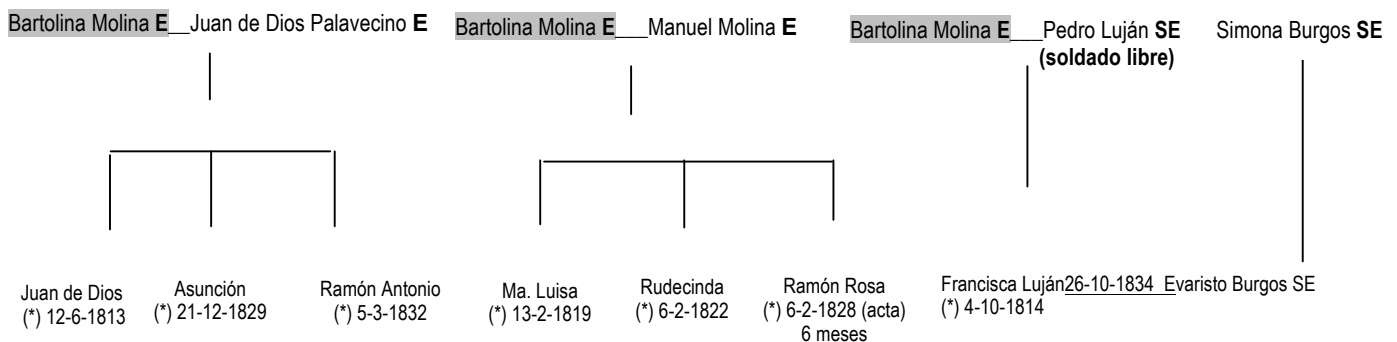 Bartolina Molina E__Juan de Dios Palavecino E
Bartolina Molina E___Manuel Molina E
Bartolina Molina E___Pedro Luján SE
(soldado libre)
Simona Burgos SE
Juan de Dios
(*) 12-6-1813
Asunción
(*) 21-12-1829
Ramón Antonio
(*) 5-3-1832
Ma. Luisa
(*) 13-2-1819
Rudecinda
(*) 6-2-1822
Ramón Rosa
(*) 6-2-1828 (acta)
6 meses
Francisca Luján26-10-1834 Evaristo Burgos SE
(*) 4-10-1814